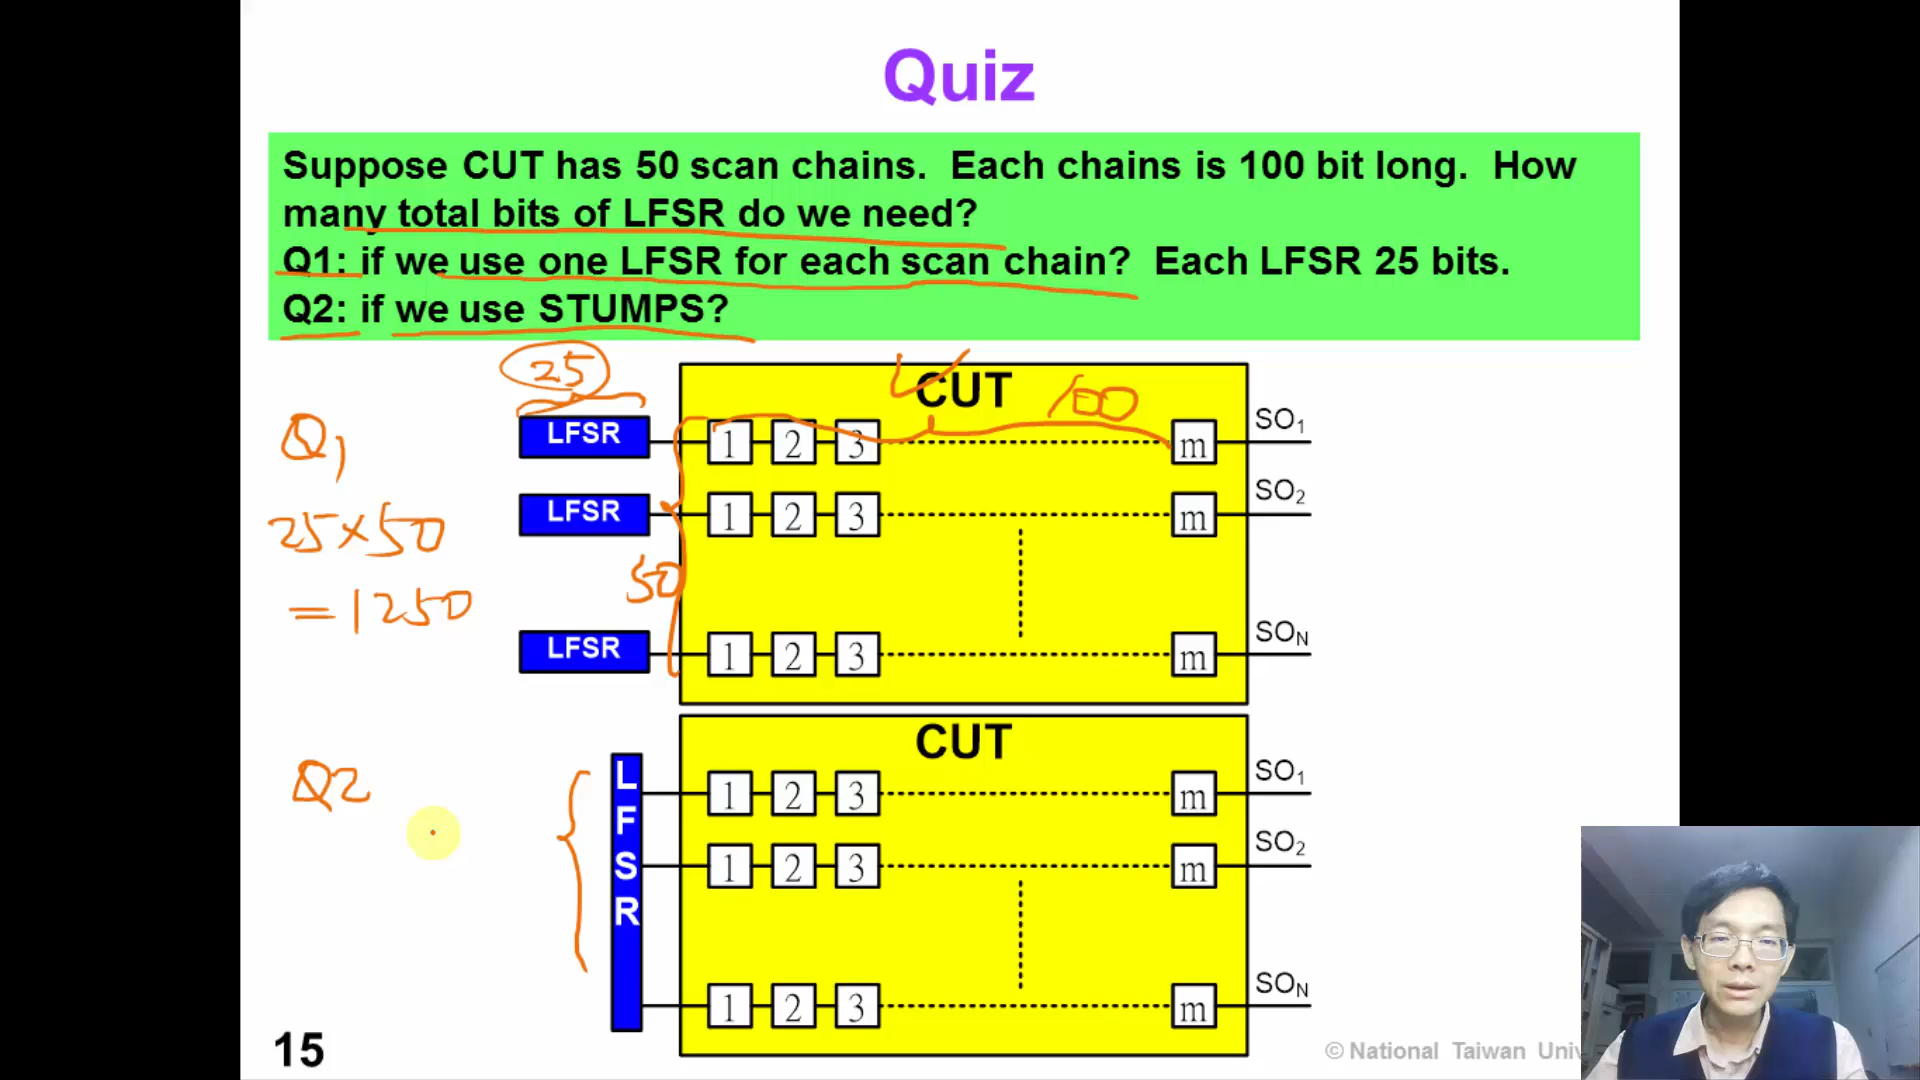 Quiz
Suppose CUT has 50 scan chains. Each chains is 100 bit long. How
many total bits of LFSR do we need?
Q1: if we use one LFSR for each scan chain? Each LFSR 25 bits.
Q2: if we use STUMPS?
25
CUT
100
Q1
LFSR 1 2 3 m SO1
25×50
LFSR 1 2 3 m SO2
50
=1250
LFSR 1 2 3 m SON
CUT
Q2
LFSR
1 2 3 m SO1
1 2 3 m SO2
1 2 3 m SON
15
© National Taiwan Univ